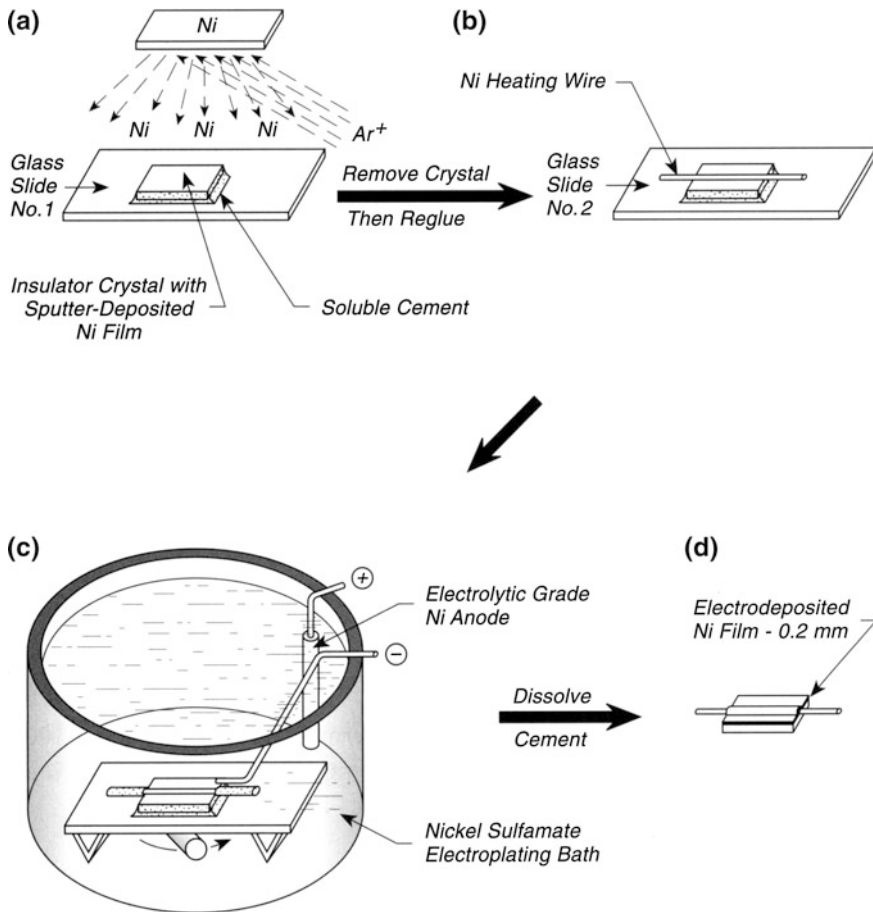 (a)
Ni
Ni Ni Ni
Ar+
Glass
Slide
No.1
Insulator Crystal with
Sputter-Deposited
Ni Film
Soluble Cement
Remove Crystal
Then Reglue
(b)
Ni Heating Wire
Glass
Slide
No.2
(c)
+
−
Electrolytic Grade
Ni Anode
Nickel Sulfamate
Electroplating Bath
Dissolve
Cement
(d)
Electrodeposited
Ni Film - 0.2 mm